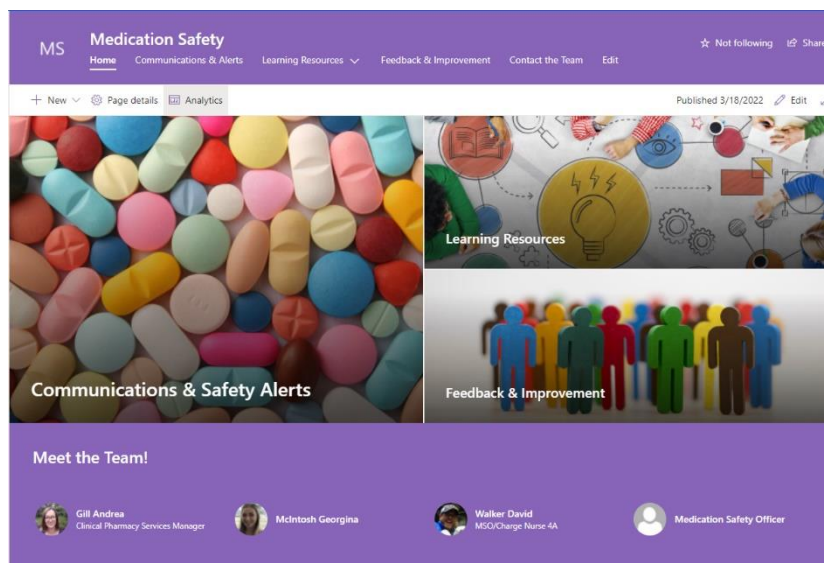 MS
Medication Safety
Home Communications & Alerts Learning Resources Feedback & Improvement Contact the Team Edit
Not following Share
New Page details Analytics
Published 3/18/2022 Edit
Learning Resources
Communications & Safety Alerts
Feedback & Improvement
Meet the Team!
Gill Andrea
Clinical Pharmacy Services Manager
McIntosh Georgina
Walker David
MSO/Charge Nurse 4A
Medication Safety Officer